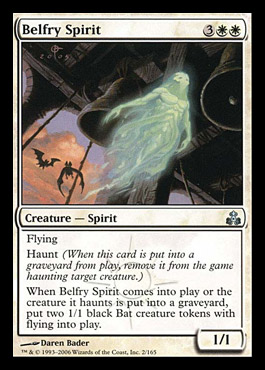 Belfry Spirit 3
Creature — Spirit
Flying
Haunt (When this card is put into a
graveyard from play, remove it from the game
haunting target creature.)
When Belfry Spirit comes into play or the
creature it haunts is put into a graveyard,
put two 1/1 black Bat creature tokens with
flying into play.
Daren Bader
™ & © 1993–2006 Wizards of the Coast, Inc. 2/165
1/1